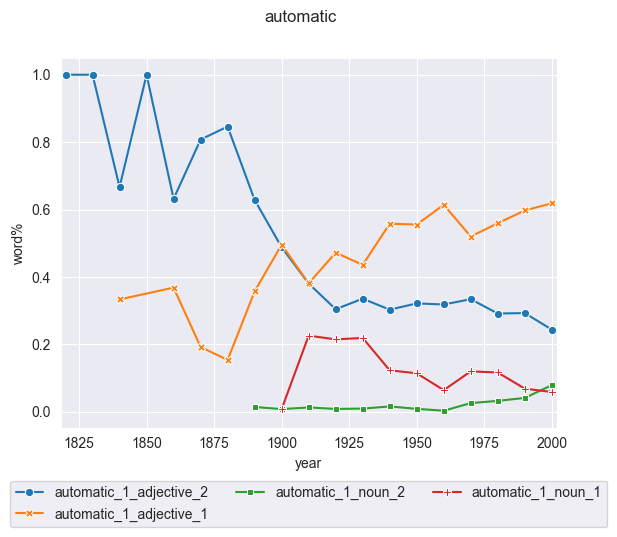 automatic
1.0
0.8
0.6
0.4
0.2
0.0
word%
1825 1850 1875 1900 1925 1950 1975 2000
year
automatic_1_adjective_2 automatic_1_noun_2 automatic_1_noun_1
automatic_1_adjective_1